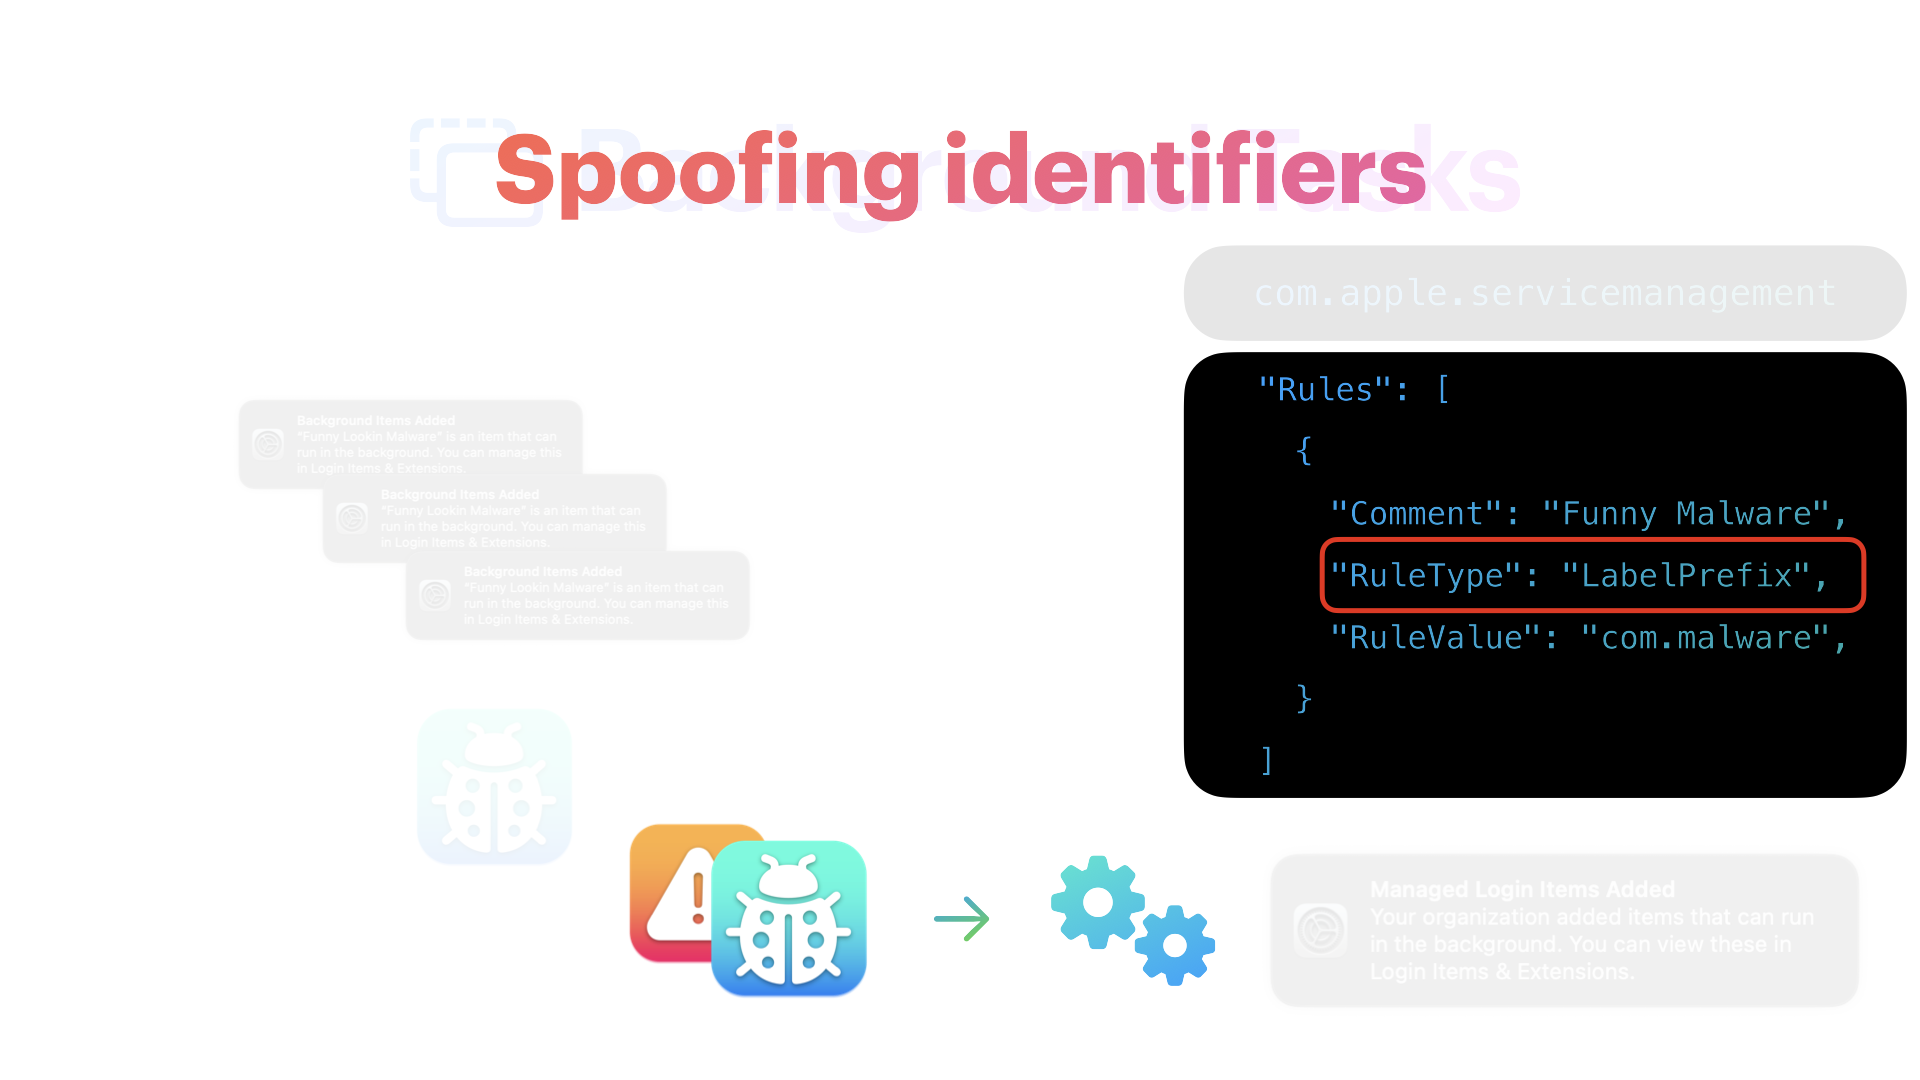 Background Tasks
Spoofing identifiers
com.apple.servicemanagement
"Rules": [
{
"Comment": "Funny Malware",
"RuleType": "LabelPrefix",
"RuleValue": "com.malware",
}
]
Background Items Added
"Funny Lookin Malware" is an item that can
run in the background. You can manage this
in Login Items & Extensions.
Background Items Added
"Funny Lookin Malware" is an item that can
run in the background. You can manage this
in Login Items & Extensions.
Background Items Added
"Funny Lookin Malware" is an item that can
run in the background. You can manage this
in Login Items & Extensions.
Managed Login Items Added
Your organization added items that can run
in the background. You can view these in
Login Items & Extensions.